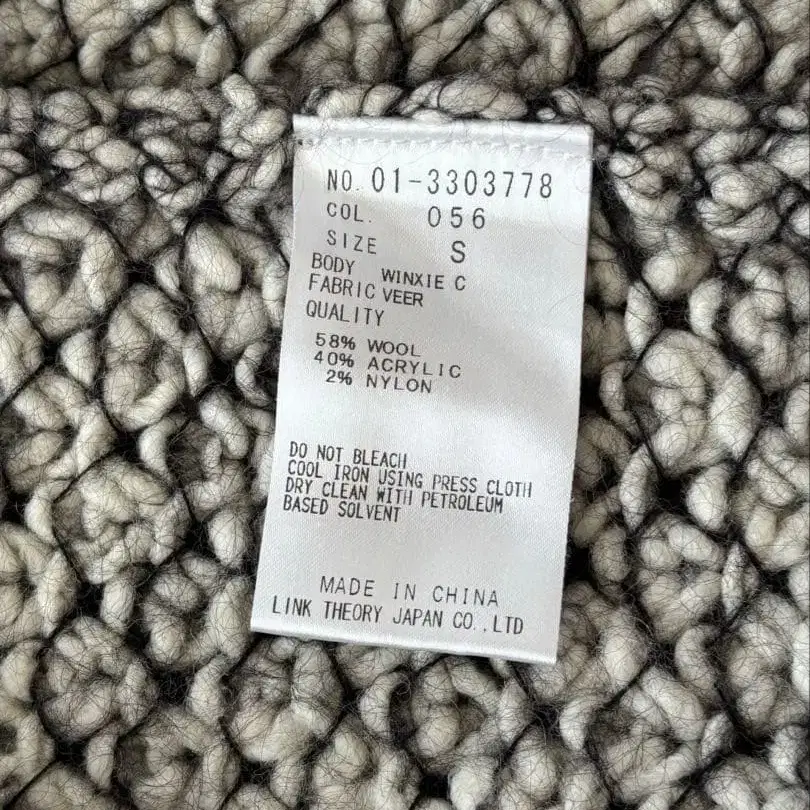 NO. 01-3303778
COL. 056
SIZE S
BODY WINXIE C
FABRIC VEER
QUALITY
58% WOOL
40% ACRYLIC
2% NYLON
DO NOT BLEACH
COOL IRON USING PRESS CLOTH
DRY CLEAN WITH PETROLEUM
BASED SOLVENT
MADE IN CHINA
LINK THEORY JAPAN CO.,LTD